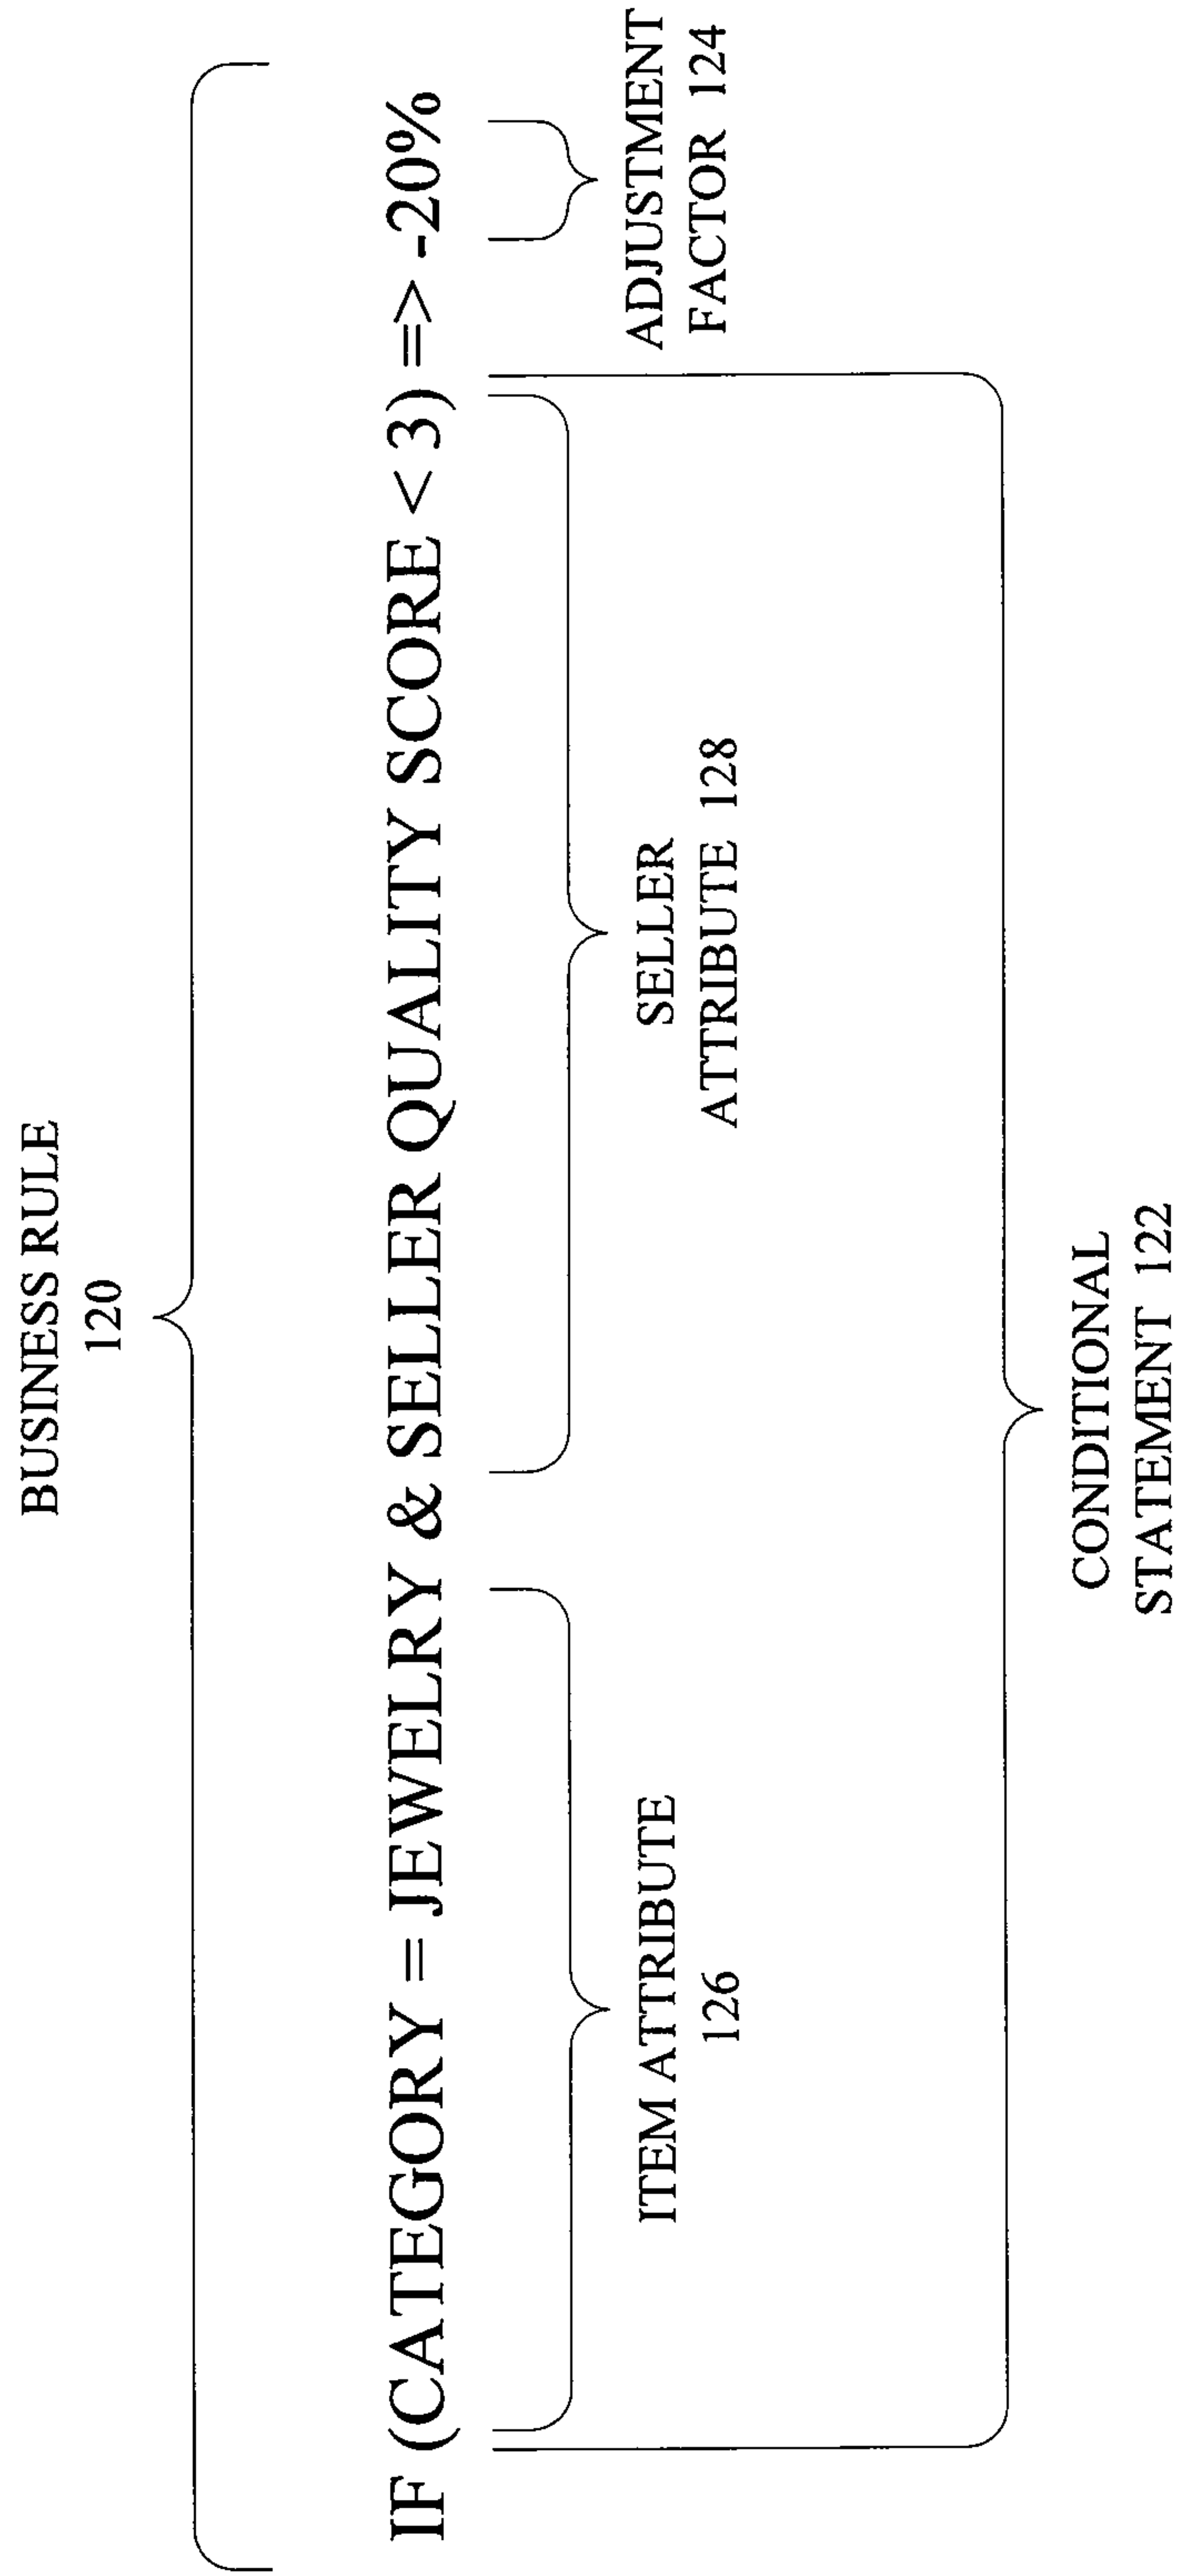 BUSINESS RULE
120
IF (CATEGORY = JEWELRY & SELLER QUALITY SCORE < 3) => -20%
ITEM ATTRIBUTE
126
SELLER
ATTRIBUTE 128
ADJUSTMENT
FACTOR 124
CONDITIONAL
STATEMENT 122